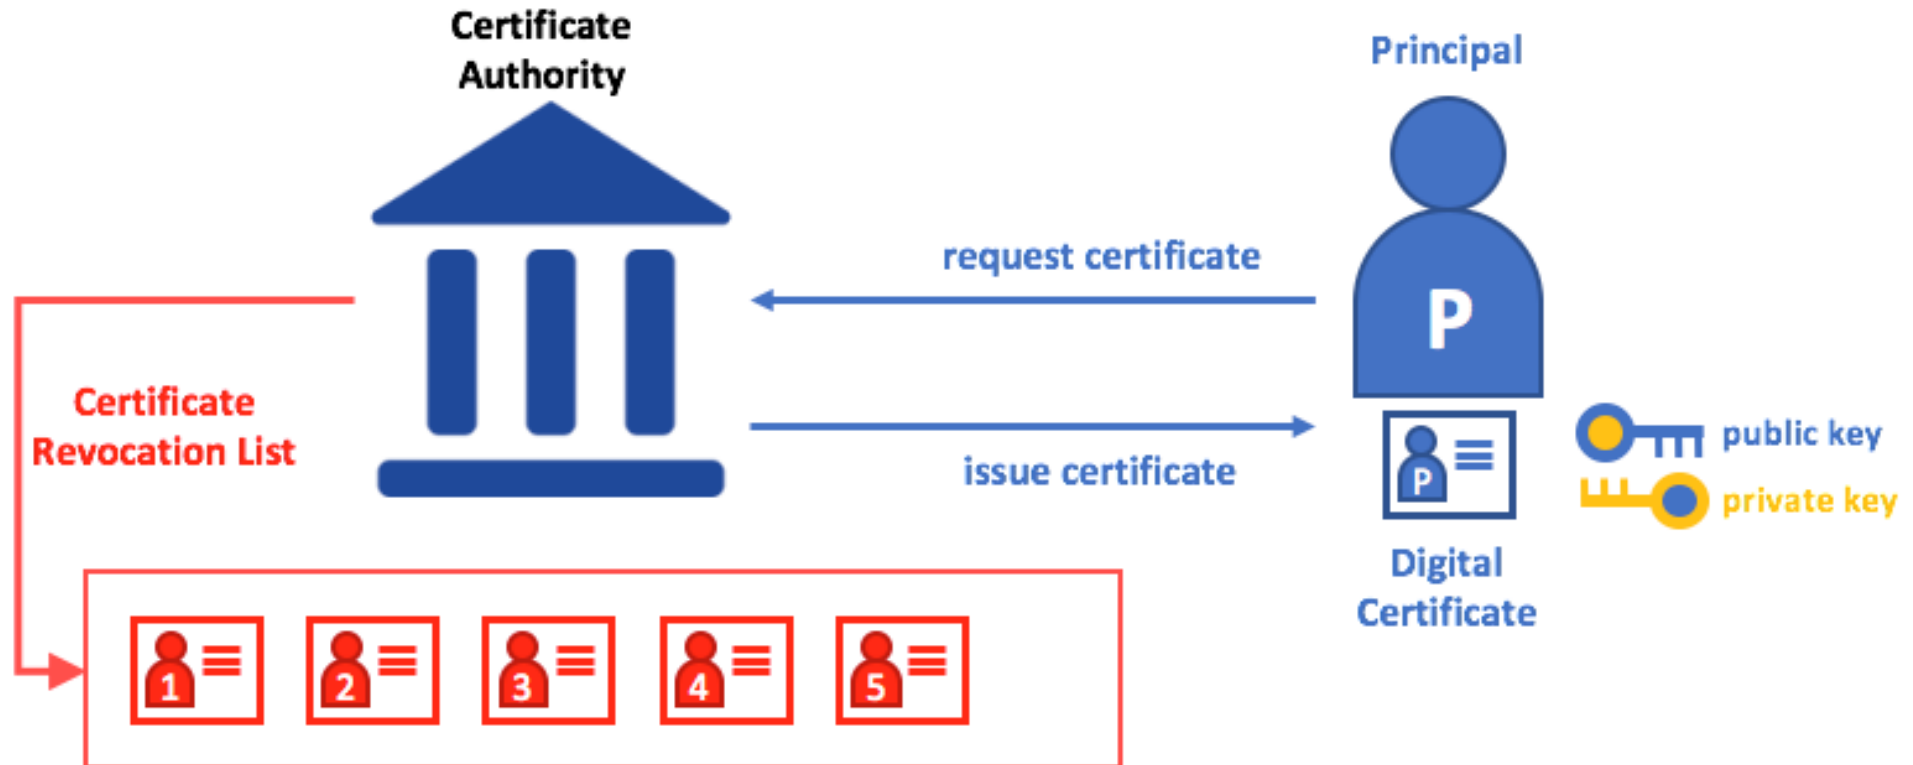 Certificate
Authority
Principal
request certificate
P
Certificate
Revocation List
issue certificate
public key
P
private key
Digital
Certificate
1
2
3
4
5